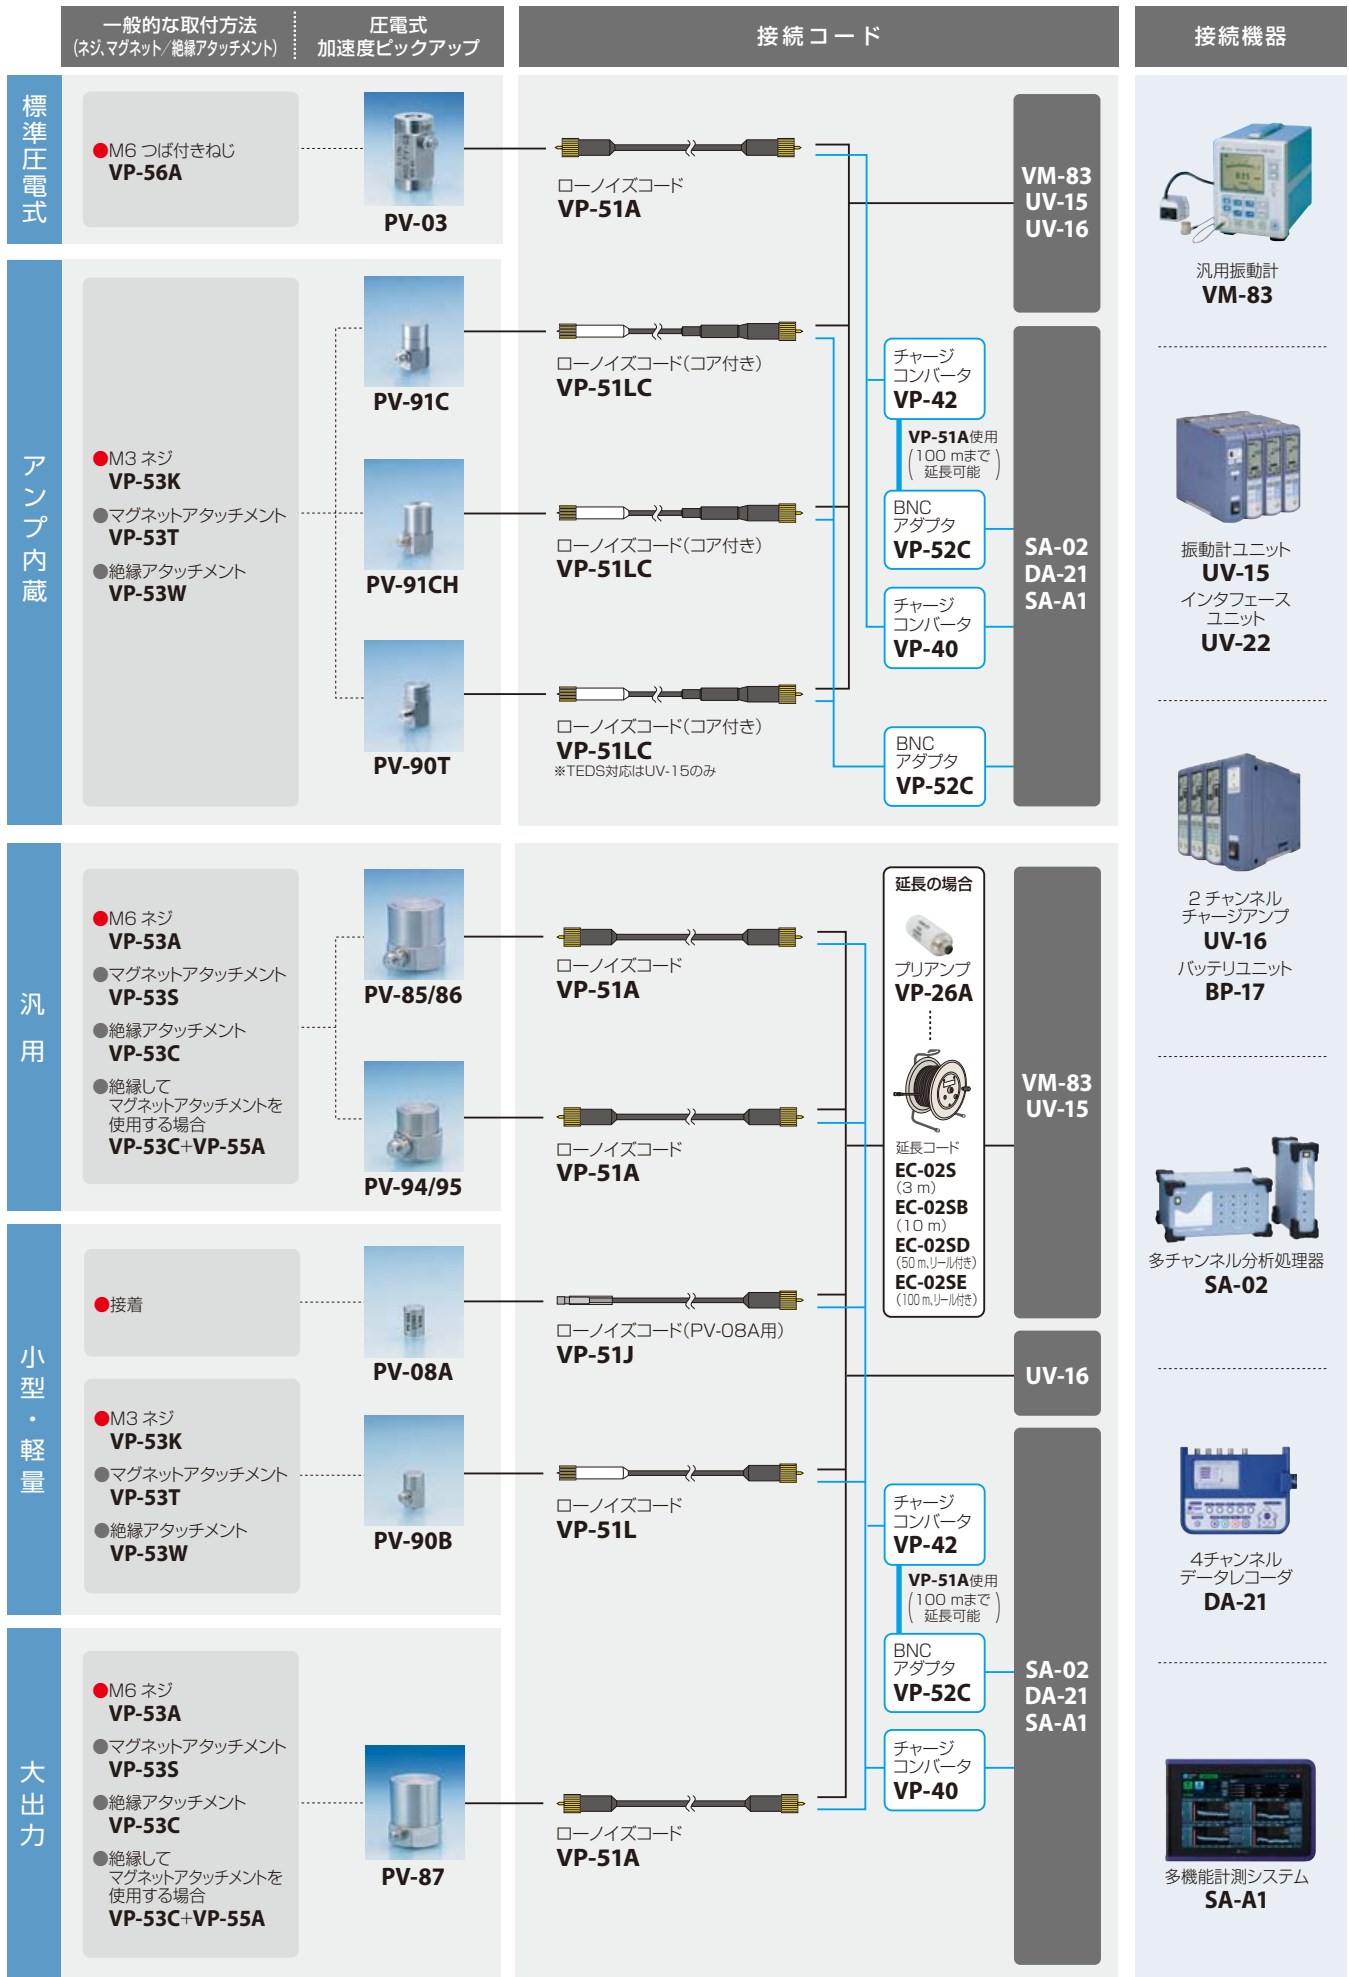 一般的な取付方法
(ネジ、マグネット／絶縁アタッチメント)
圧電式
加速度ピックアップ
接続コード
接続機器
標準圧電式
●M6 つば付きねじ
VP-56A
PV-03
ローノイズコード
VP-51A
VM-83
UV-15
UV-16
アンプ内蔵
●M3 ネジ
VP-53K
●マグネットアタッチメント
VP-53T
●絶縁アタッチメント
VP-53W
PV-91C
ローノイズコード(コア付き)
VP-51LC
PV-91CH
ローノイズコード(コア付き)
VP-51LC
PV-90T
ローノイズコード(コア付き)
VP-51LC
※TEDS対応はUV-15のみ
チャージ
コンバータ
VP-42
VP-51A使用
(100 mまで
延長可能)
BNC
アダプタ
VP-52C
チャージ
コンバータ
VP-40
BNC
アダプタ
VP-52C
SA-02
DA-21
SA-A1
汎用
●M6 ネジ
VP-53A
●マグネットアタッチメント
VP-53S
●絶縁アタッチメント
VP-53C
●絶縁して
マグネットアタッチメントを
使用する場合
VP-53C+VP-55A
PV-85/86
ローノイズコード
VP-51A
PV-94/95
ローノイズコード
VP-51A
延長の場合
プリアンプ
VP-26A
延長コード
EC-02S
(3 m)
EC-02SB
(10 m)
EC-02SD
(50 m、リール付き)
EC-02SE
(100 m、リール付き)
VM-83
UV-15
小型・軽量
●接着
PV-08A
ローノイズコード(PV-08A用)
VP-51J
UV-16
●M3 ネジ
VP-53K
●マグネットアタッチメント
VP-53T
●絶縁アタッチメント
VP-53W
PV-90B
ローノイズコード
VP-51L
チャージ
コンバータ
VP-42
VP-51A使用
(100 mまで
延長可能)
BNC
アダプタ
VP-52C
チャージ
コンバータ
VP-40
SA-02
DA-21
SA-A1
大出力
●M6 ネジ
VP-53A
●マグネットアタッチメント
VP-53S
●絶縁アタッチメント
VP-53C
●絶縁して
マグネットアタッチメントを
使用する場合
VP-53C+VP-55A
PV-87
ローノイズコード
VP-51A
汎用振動計
VM-83
振動計ユニット
UV-15
インタフェース
ユニット
UV-22
2 チャンネル
チャージアンプ
UV-16
バッテリユニット
BP-17
多チャンネル分析処理器
SA-02
4チャンネル
データレコーダ
DA-21
多機能計測システム
SA-A1